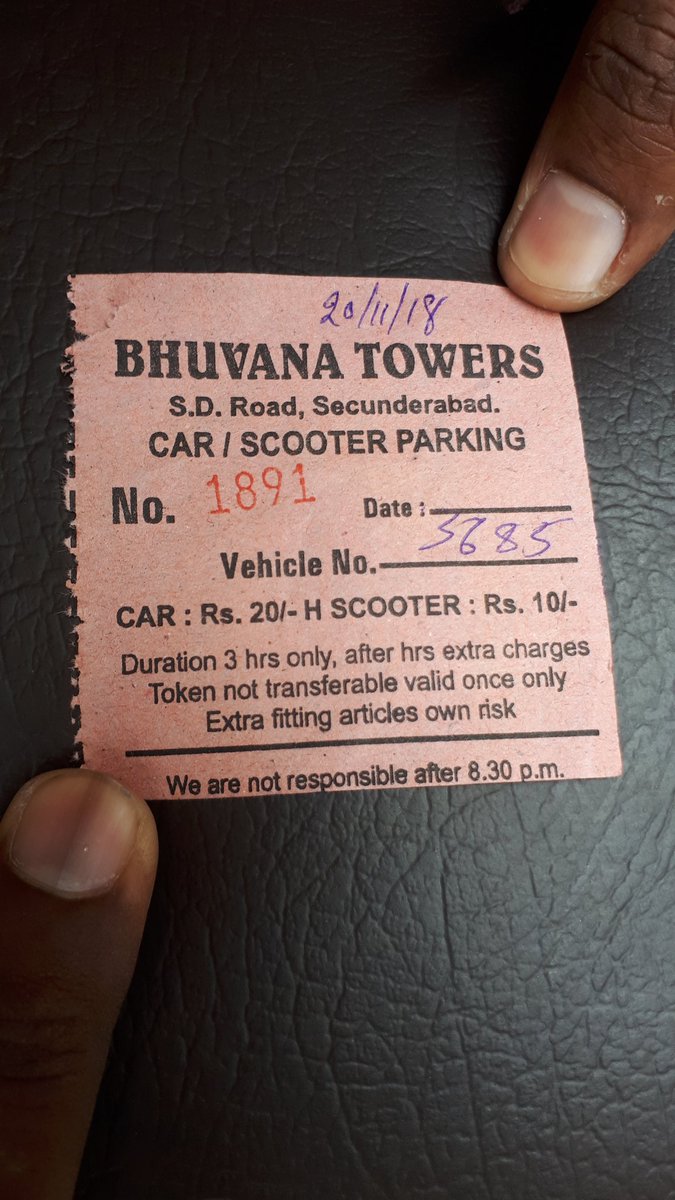 20/11/18
BHUVANA TOWERS
S.D. Road, Secunderabad.
CAR / SCOOTER PARKING
No. 1891 Date :
Vehicle No. 5685
CAR : Rs. 20/- H SCOOTER : Rs. 10/-
Duration 3 hrs only, after hrs extra charges
Token not transferable valid once only
Extra fitting articles own risk
We are not responsible after 8.30 p.m.